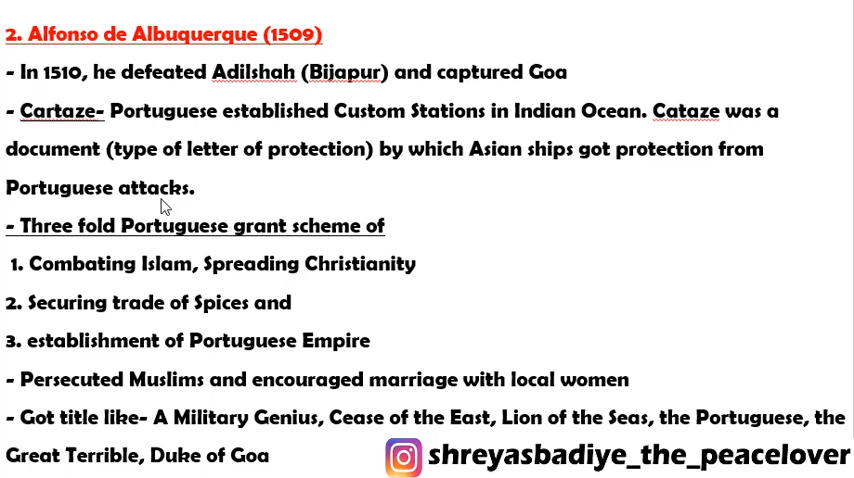 2. Alfonso de Albuquerque (1509)
- In 1510, he defeated Adilshah (Bijapur) and captured Goa
- Cartaze- Portuguese established Custom Stations in Indian Ocean. Cataze was a
document (type of letter of protection) by which Asian ships got protection from
Portuguese attacks.
- Three fold Portuguese grant scheme of
1. Combating Islam, Spreading Christianity
2. Securing trade of Spices and
3. establishment of Portuguese Empire
- Persecuted Muslims and encouraged marriage with local women
- Got title like- A Military Genius, Cease of the East, Lion of the Seas, the Portuguese, the
Great Terrible, Duke of Goa
shreyasbadiye_the_peacelover